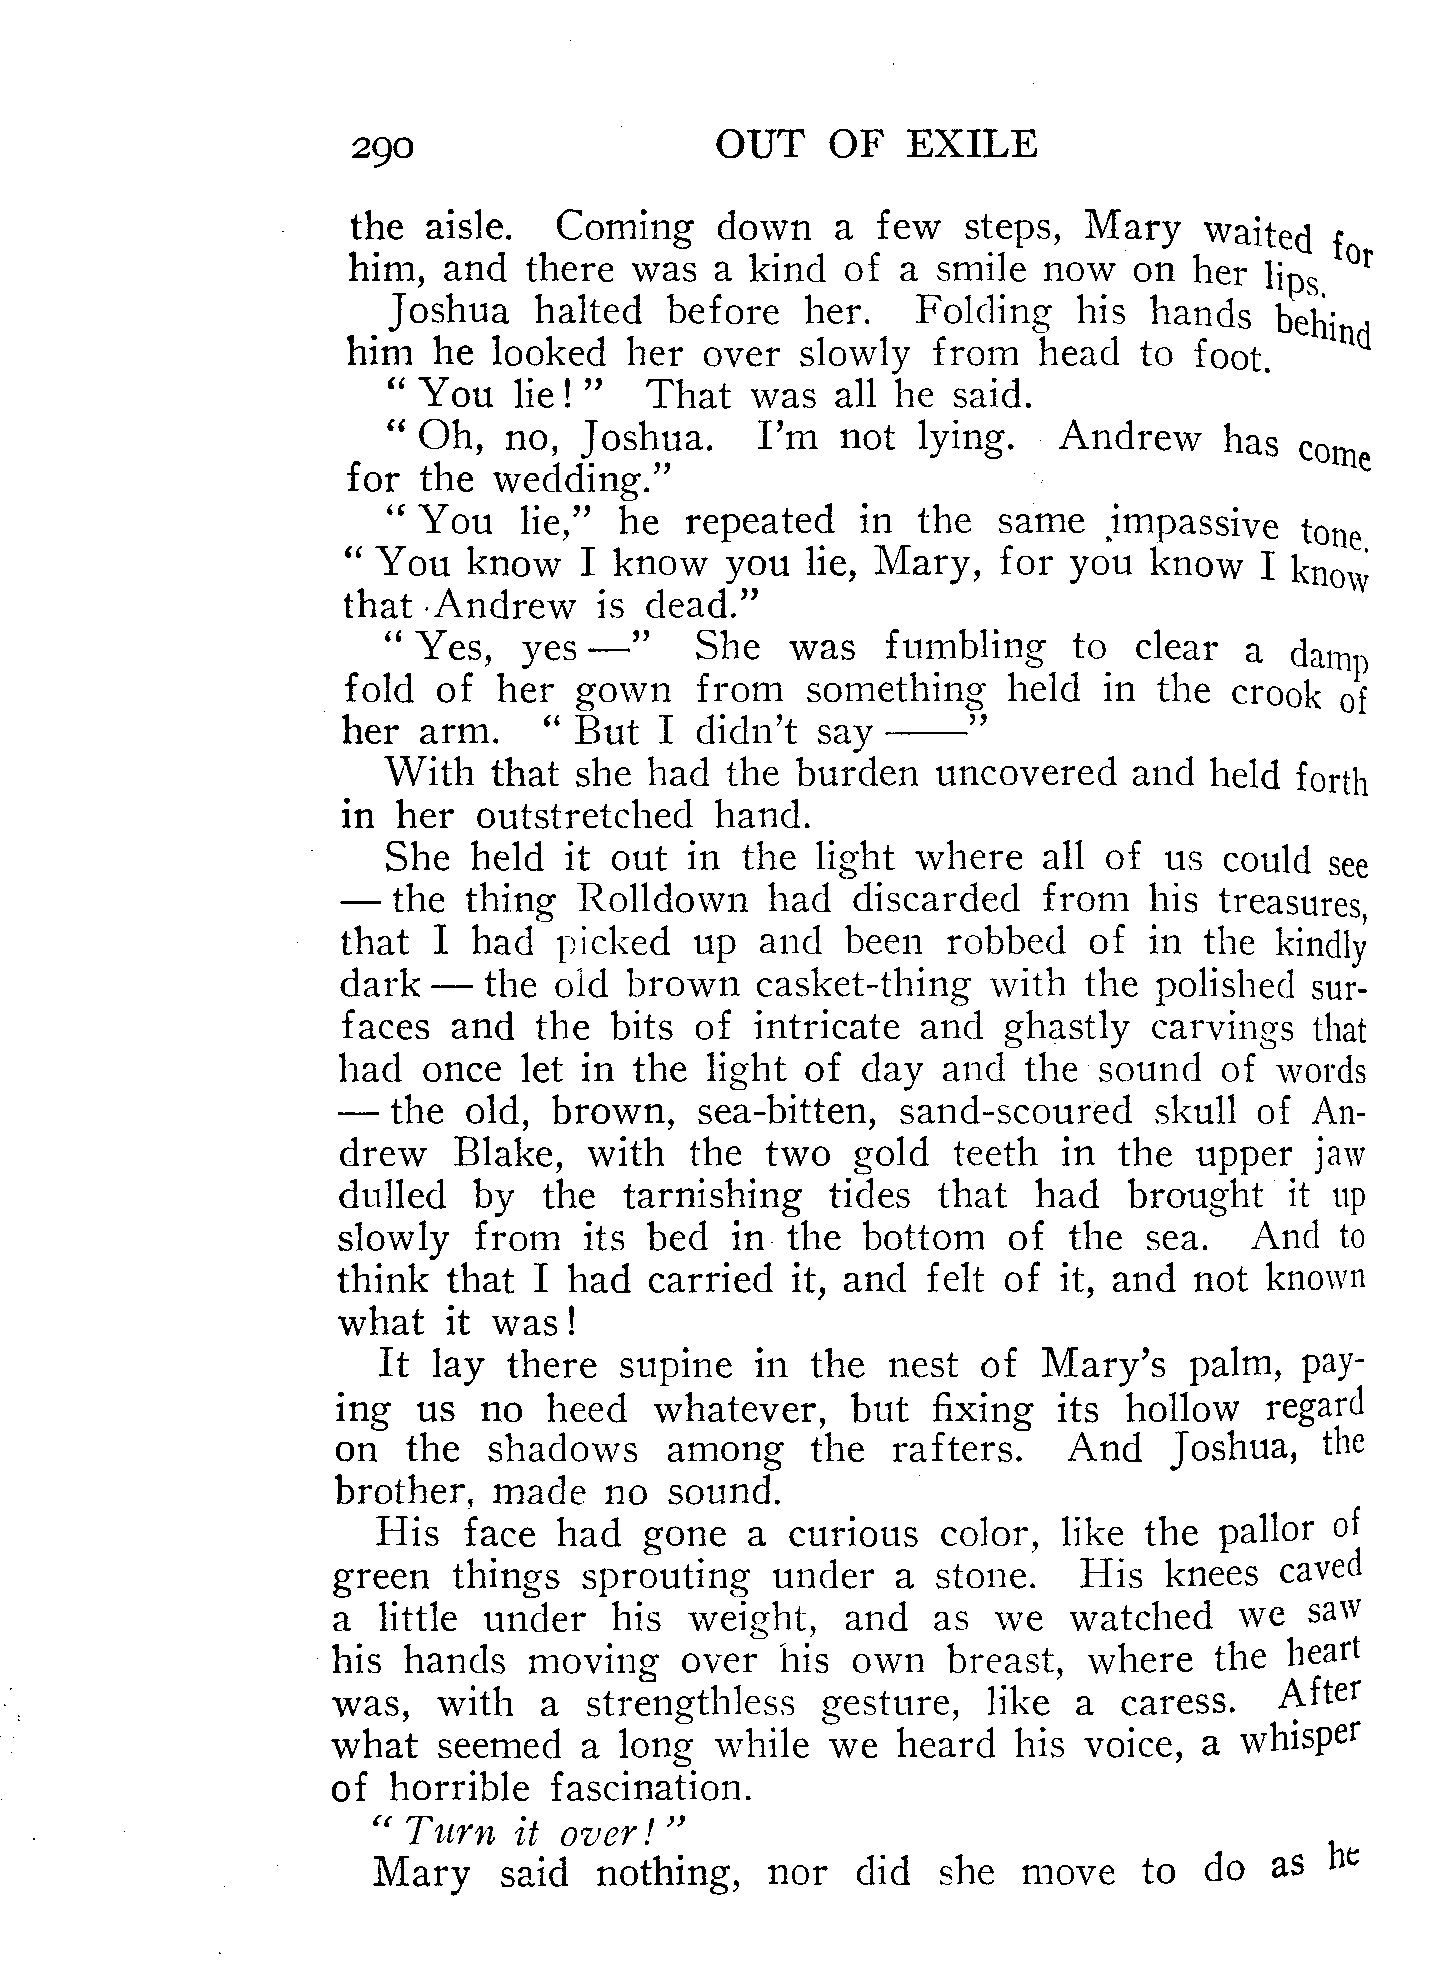 290 OUT OF EXILE
the aisle. Coming down a few steps, Mary waited for
him, and there was a kind of a smile now on her lips.
Joshua halted before her. Folding his hands behind
him he looked her over slowly from head to foot.
“ You lie! ” That was all he said.
“ Oh, no, Joshua. I’m not lying. Andrew has come
for the wedding.”
“ You lie,” he repeated in the same impassive tone.
“ You know I know you lie, Mary, for you know I know
that Andrew is dead.”
“ Yes, yes —” She was fumbling to clear a damp
fold of her gown from something held in the crook of
her arm. “ But I didn’t say ——”
With that she had the burden uncovered and held forth
in her outstretched hand.
She held it out in the light where all of us could see
— the thing Rolldown had discarded from his treasures,
that I had picked up and been robbed of in the kindly
dark — the old brown casket-thing with the polished sur-
faces and the bits of intricate and ghastly carvings that
had once let in the light of day and the sound of words
— the old, brown, sea-bitten, sand-scoured skull of An-
drew Blake, with the two gold teeth in the upper jaw
dulled by the tarnishing tides that had brought it up
slowly from its bed in the bottom of the sea. And to
think that I had carried it, and felt of it, and not known
what it was!
It lay there supine in the nest of Mary’s palm, pay-
ing us no heed whatever, but fixing its hollow regard
on the shadows among the rafters. And Joshua, the
brother, made no sound.
His face had gone a curious color, like the pallor of
green things sprouting under a stone. His knees caved
a little under his weight, and as we watched we saw
his hands moving over his own breast, where the heart
was, with a strengthless gesture, like a caress. After
what seemed a long while we heard his voice, a whisper
of horrible fascination.
“ Turn it over! ”
Mary said nothing, nor did she move to do as he